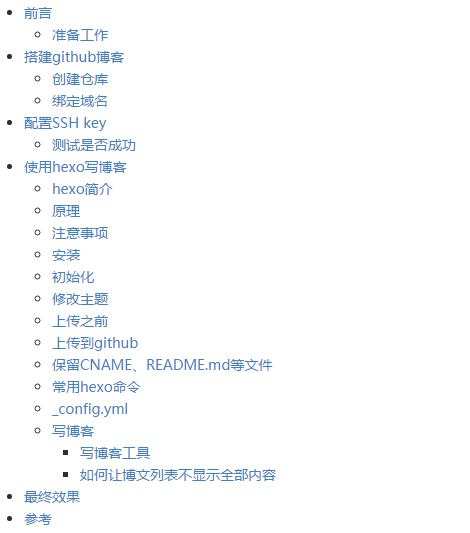 前言
准备工作
搭建github博客
创建仓库
绑定域名
配置SSH key
测试是否成功
使用hexo写博客
hexo简介
原理
注意事项
安装
初始化
修改主题
上传之前
上传到github
保留CNAME、README.md等文件
常用hexo命令
_config.yml
写博客
写博客工具
如何让博文列表不显示全部内容
最终效果
参考